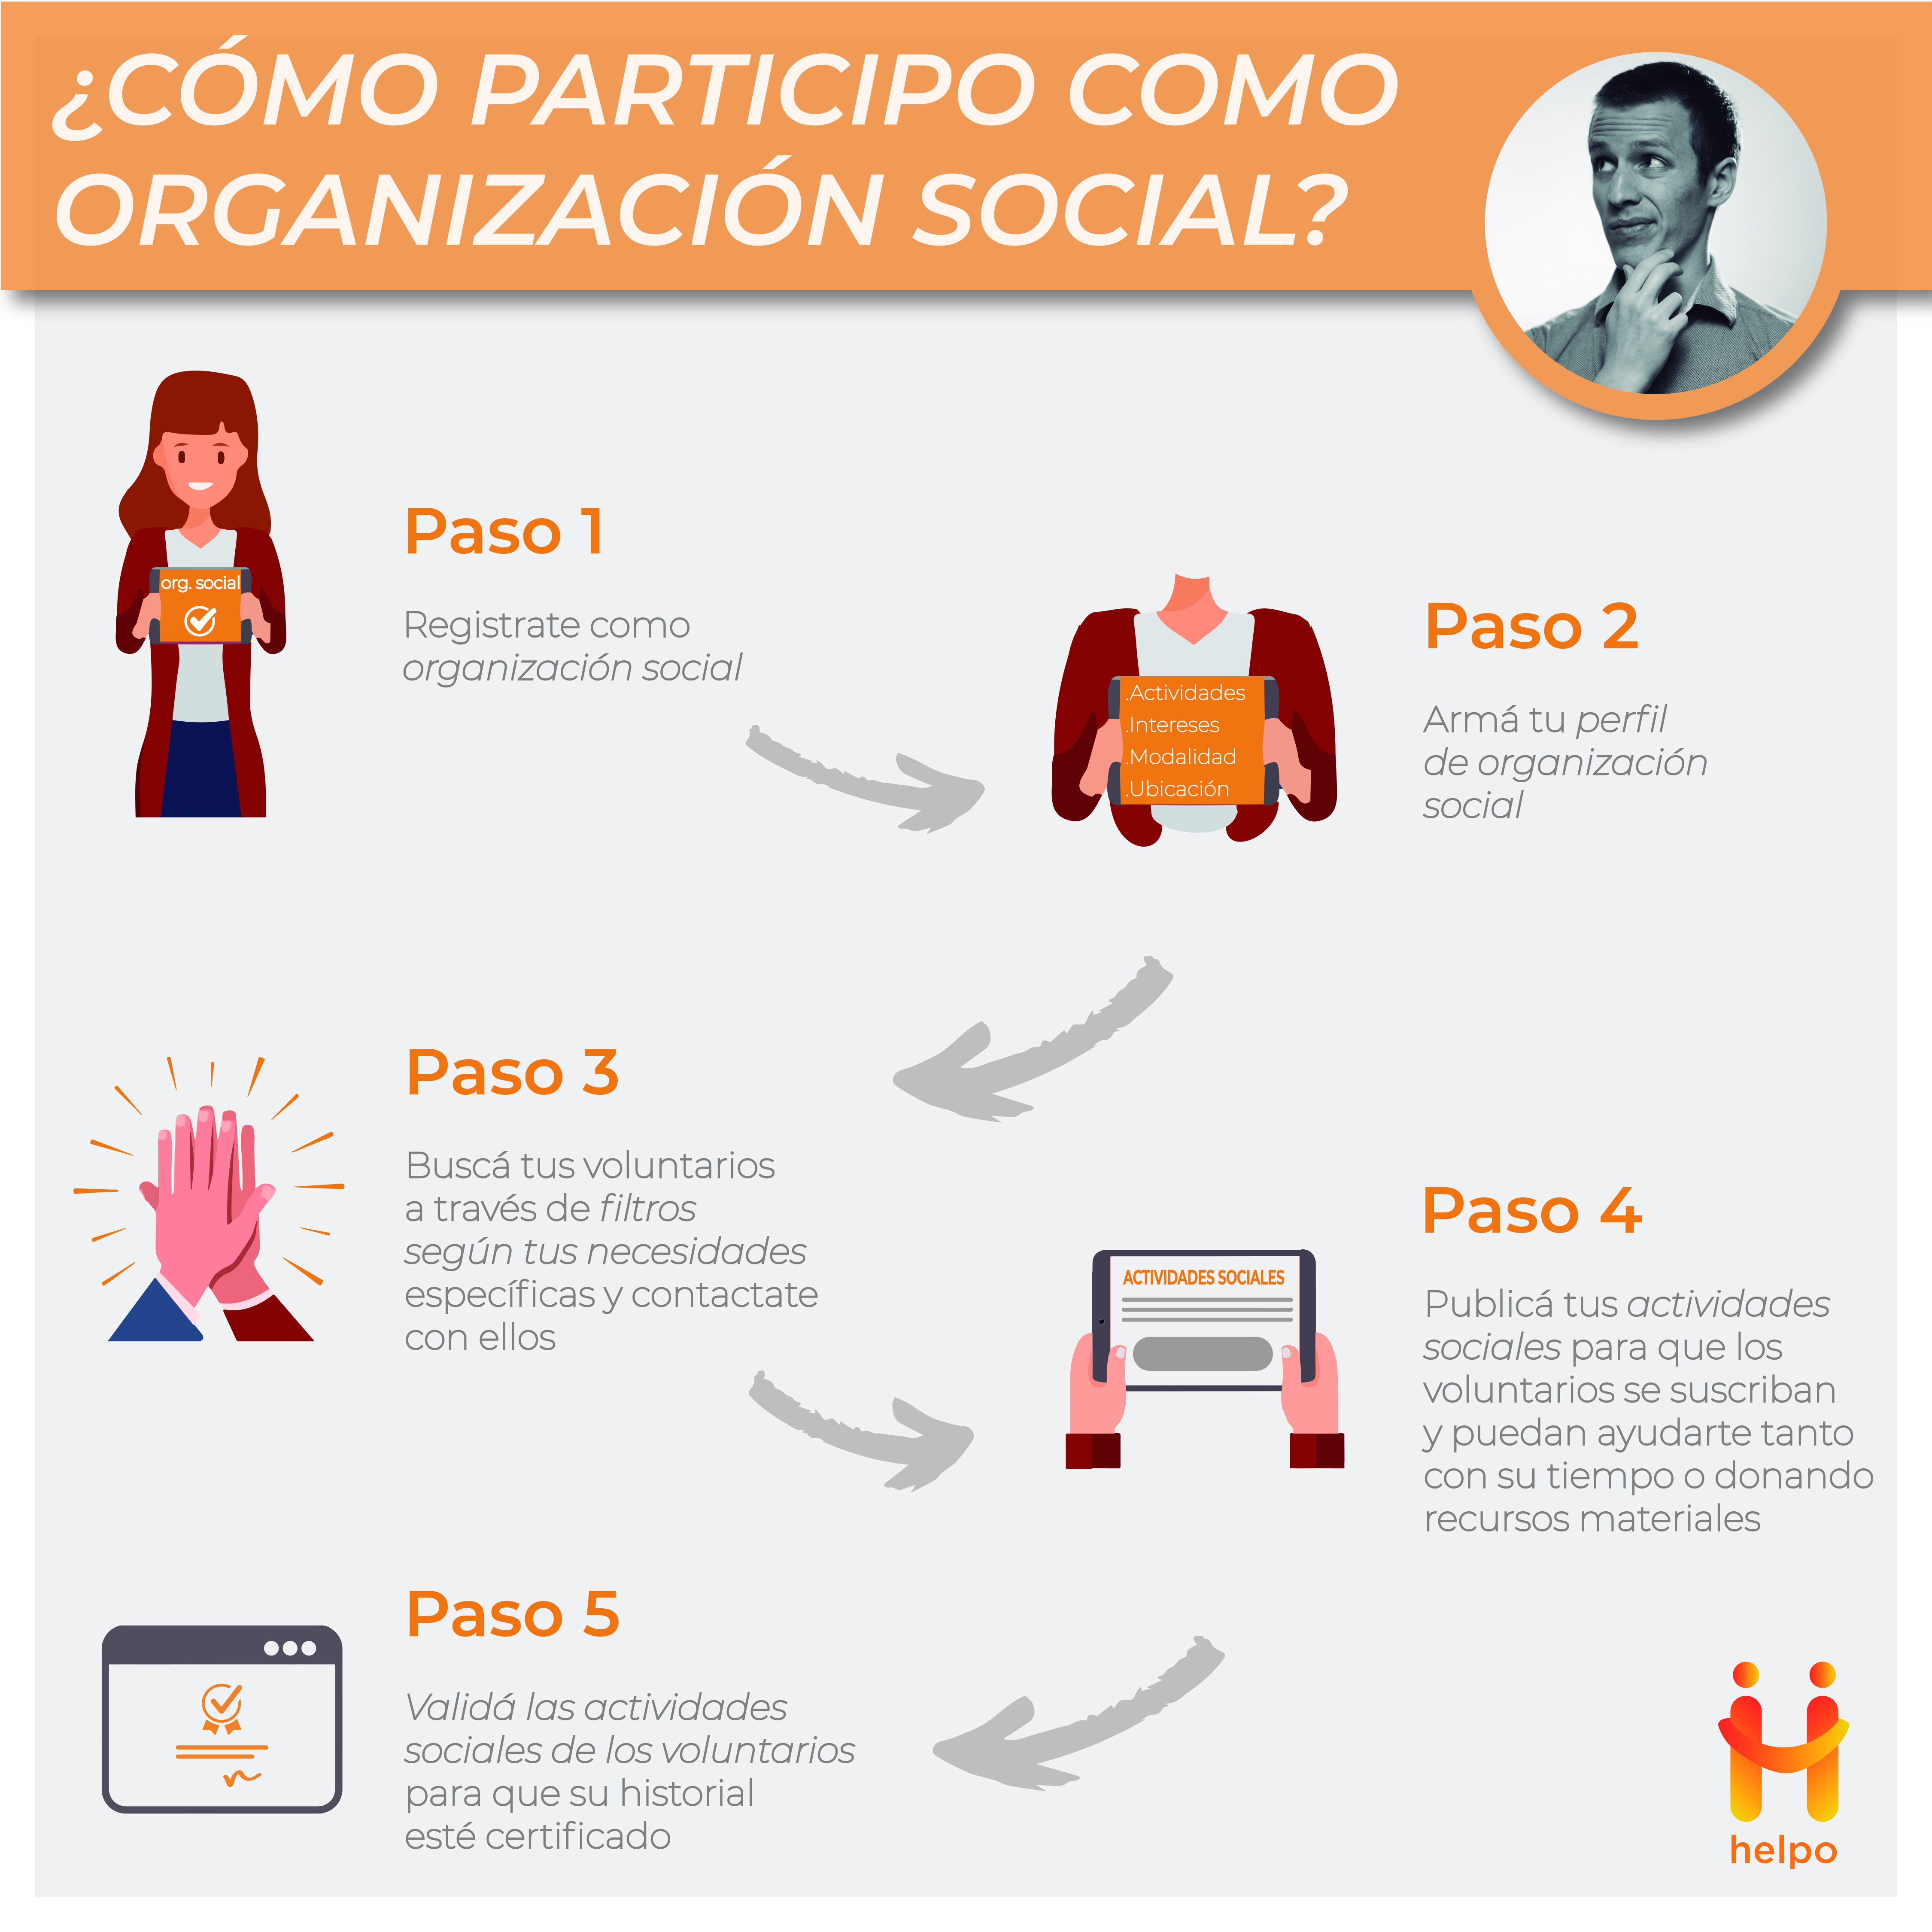 ¿CÓMO PARTICIPO COMO
ORGANIZACIÓN SOCIAL?
org. social
Paso 1
Registrate como
organización social
.Actividades
.Intereses
.Modalidad
.Ubicación
Paso 2
Armá tu perfil
de organización
social
Paso 3
Buscá tus voluntarios
a través de filtros
según tus necesidades
específicas y contactate
con ellos
ACTIVIDADES SOCIALES
Paso 4
Publicá tus actividades
sociales para que los
voluntarios se suscriban
y puedan ayudarte tanto
con su tiempo o donando
recursos materiales
Paso 5
Validá las actividades
sociales de los voluntarios
para que su historial
esté certificado
helpo